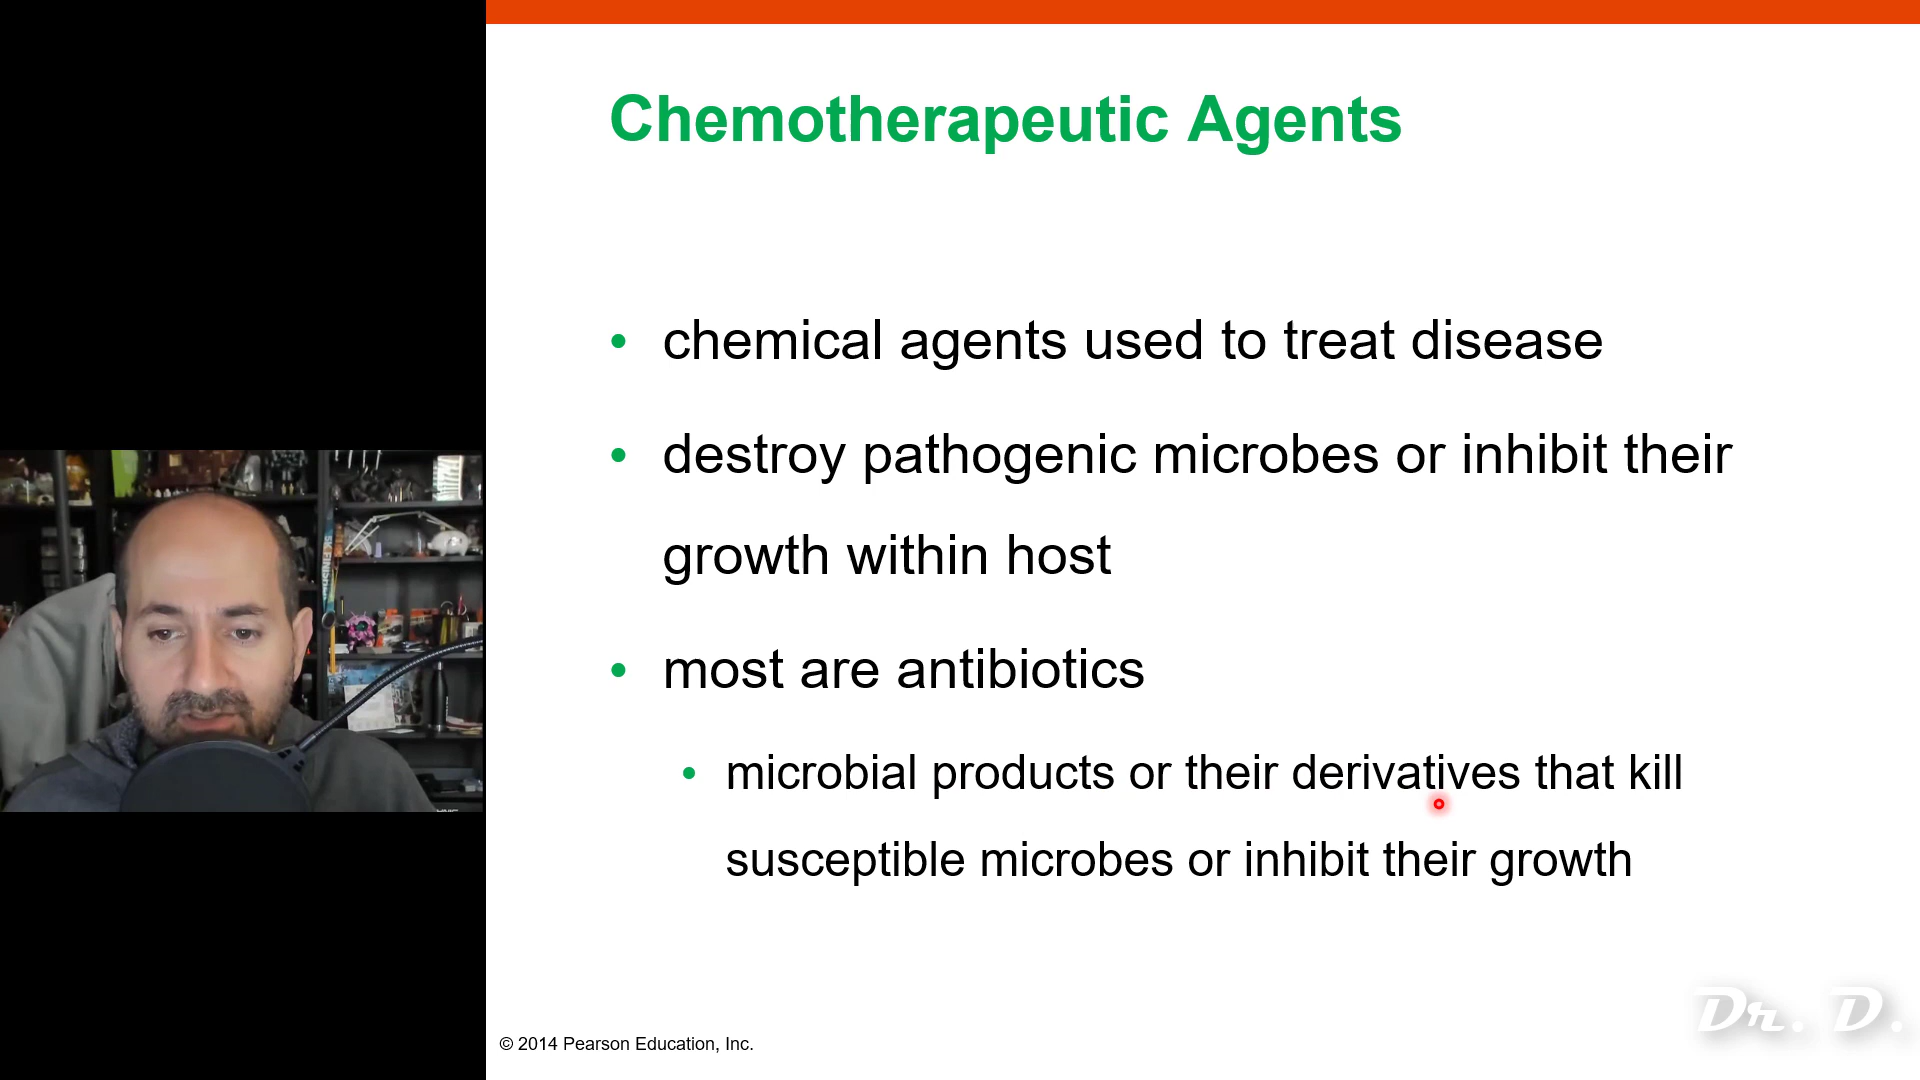 Chemotherapeutic Agents
• chemical agents used to treat disease
• destroy pathogenic microbes or inhibit their
growth within host
• most are antibiotics
• microbial products or their derivatives that kill
susceptible microbes or inhibit their growth
© 2014 Pearson Education, Inc.
Dr. D.